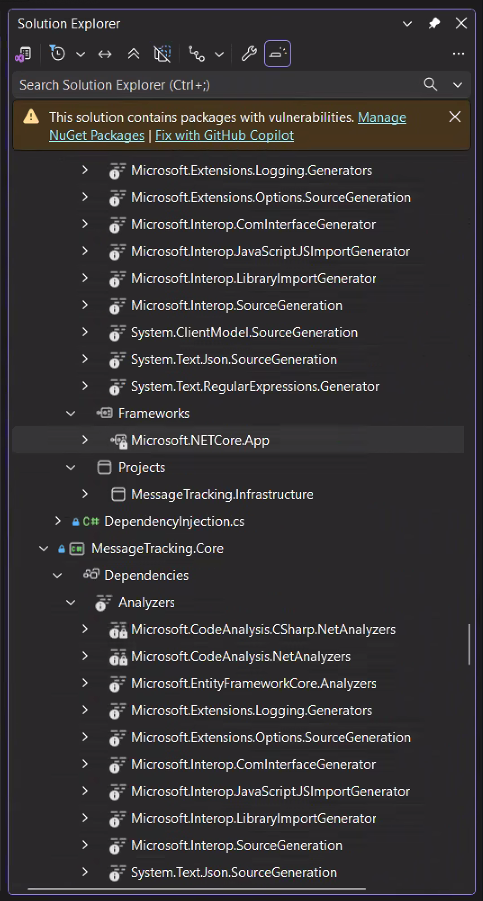 Solution Explorer
Search Solution Explorer (Ctrl+;)
This solution contains packages with vulnerabilities. Manage
NuGet Packages | Fix with GitHub Copilot
Microsoft.Extensions.Logging.Generators
Microsoft.Extensions.Options.SourceGeneration
Microsoft.Interop.ComInterfaceGenerator
Microsoft.Interop.JavaScript.JSImportGenerator
Microsoft.Interop.LibraryImportGenerator
Microsoft.Interop.SourceGeneration
System.ClientModel.SourceGeneration
System.Text.Json.SourceGeneration
System.Text.RegularExpressions.Generator
Frameworks
Microsoft.NETCore.App
Projects
MessageTracking.Infrastructure
C# DependencyInjection.cs
MessageTracking.Core
Dependencies
Analyzers
Microsoft.CodeAnalysis.CSharp.NetAnalyzers
Microsoft.CodeAnalysis.NetAnalyzers
Microsoft.EntityFrameworkCore.Analyzers
Microsoft.Extensions.Logging.Generators
Microsoft.Extensions.Options.SourceGeneration
Microsoft.Interop.ComInterfaceGenerator
Microsoft.Interop.JavaScript.JSImportGenerator
Microsoft.Interop.LibraryImportGenerator
Microsoft.Interop.SourceGeneration
System.Text.Json.SourceGeneration